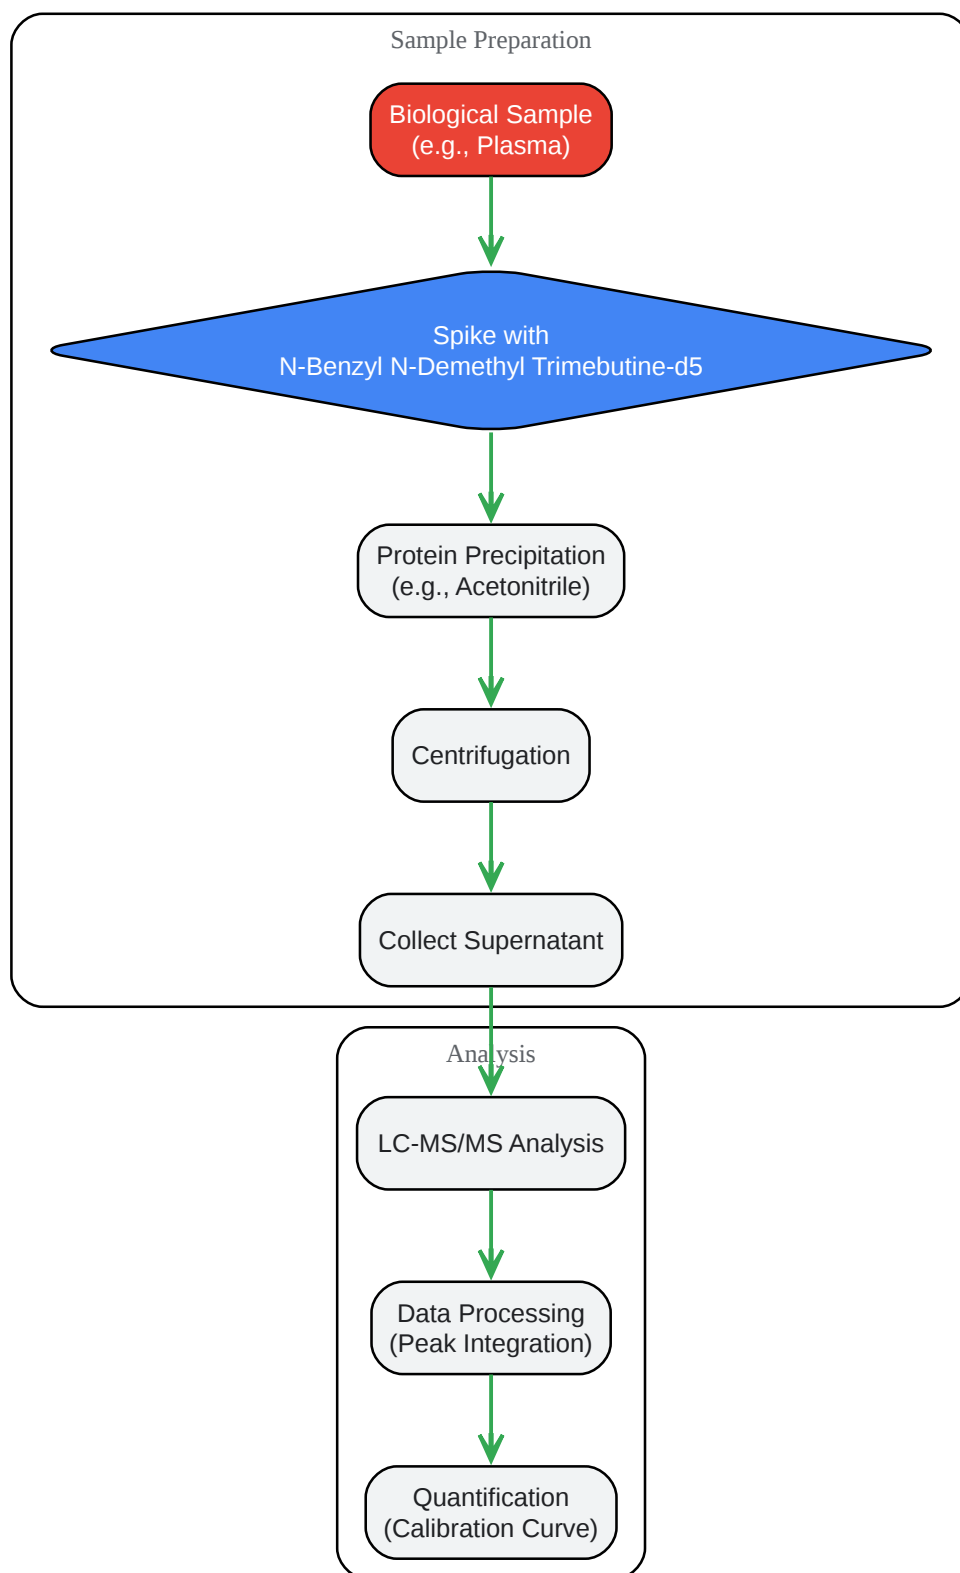 Sample Preparation
Biological Sample
(e.g., Plasma)
Spike with
N-Benzyl N-Demethyl Trimebutine-d5
Protein Precipitation
(e.g., Acetonitrile)
Centrifugation
Collect Supernatant
Analysis
LC-MS/MS Analysis
Data Processing
(Peak Integration)
Quantification
(Calibration Curve)